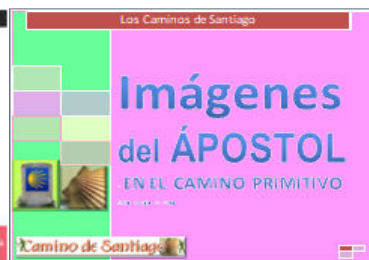 Los Caminos de Santiago
Imágenes
del ÁPOSTOL
EN EL CAMINO PRIMITIVO
Camino de Santiago